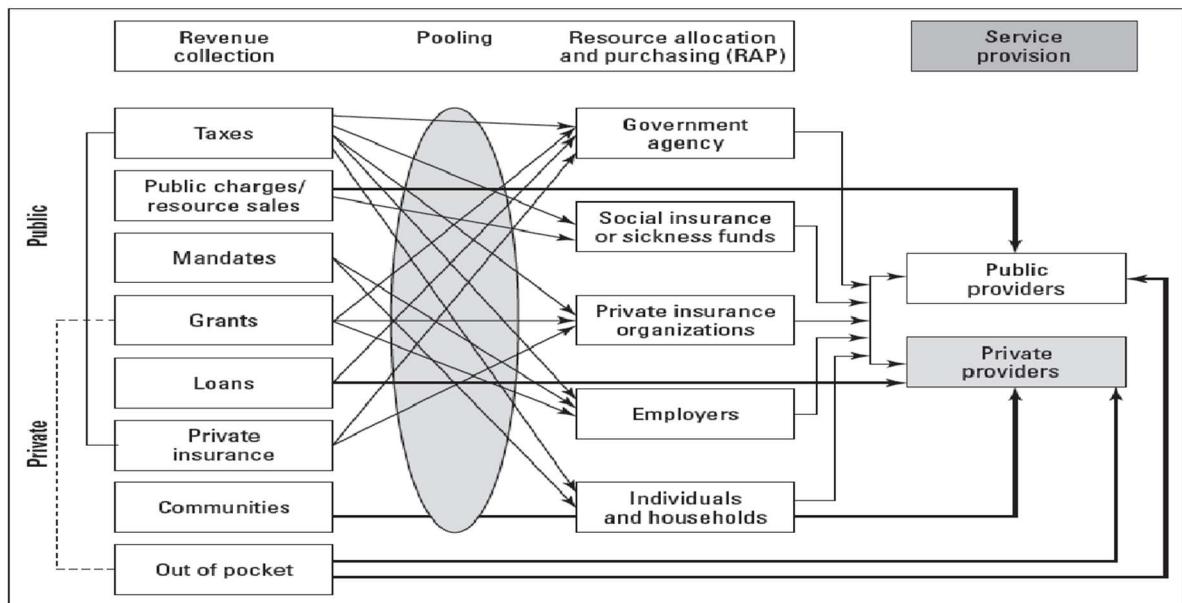 Revenue
collection
Pooling
Resource allocation
and purchasing (RAP)
Service
provision
Public
Private
Taxes
Public charges/
resource sales
Mandates
Grants
Loans
Private
insurance
Communities
Out of pocket
Government
agency
Social insurance
or sickness funds
Private insurance
organizations
Employers
Individuals
and households
Public
providers
Private
providers